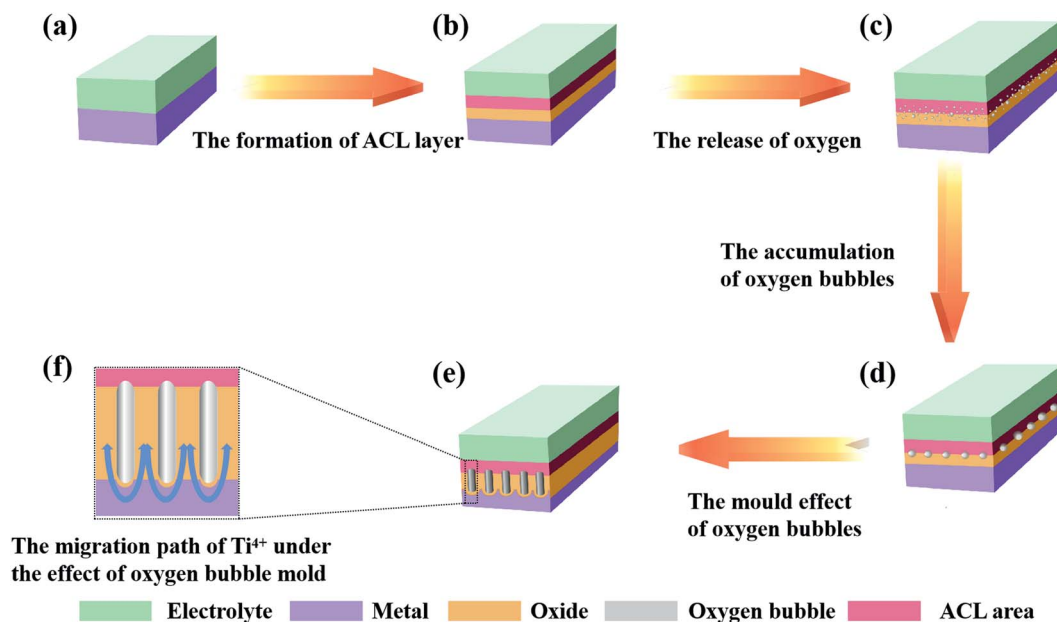 (a)
(b)
(c)
The formation of ACL layer
The release of oxygen
The accumulation
of oxygen bubbles
(f)
(e)
(d)
The mould effect
of oxygen bubbles
The migration path of Ti⁴⁺ under
the effect of oxygen bubble mold
Electrolyte
Metal
Oxide
Oxygen bubble
ACL area